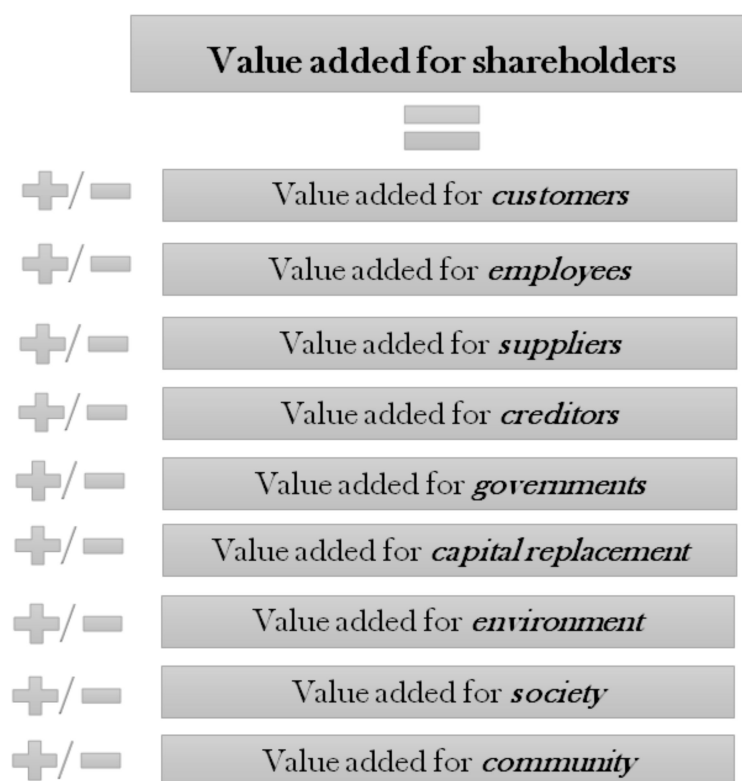 Value added for shareholders
=
+/- Value added for customers
+/- Value added for employees
+/- Value added for suppliers
+/- Value added for creditors
+/- Value added for governments
+/- Value added for capital replacement
+/- Value added for environment
+/- Value added for society
+/- Value added for community